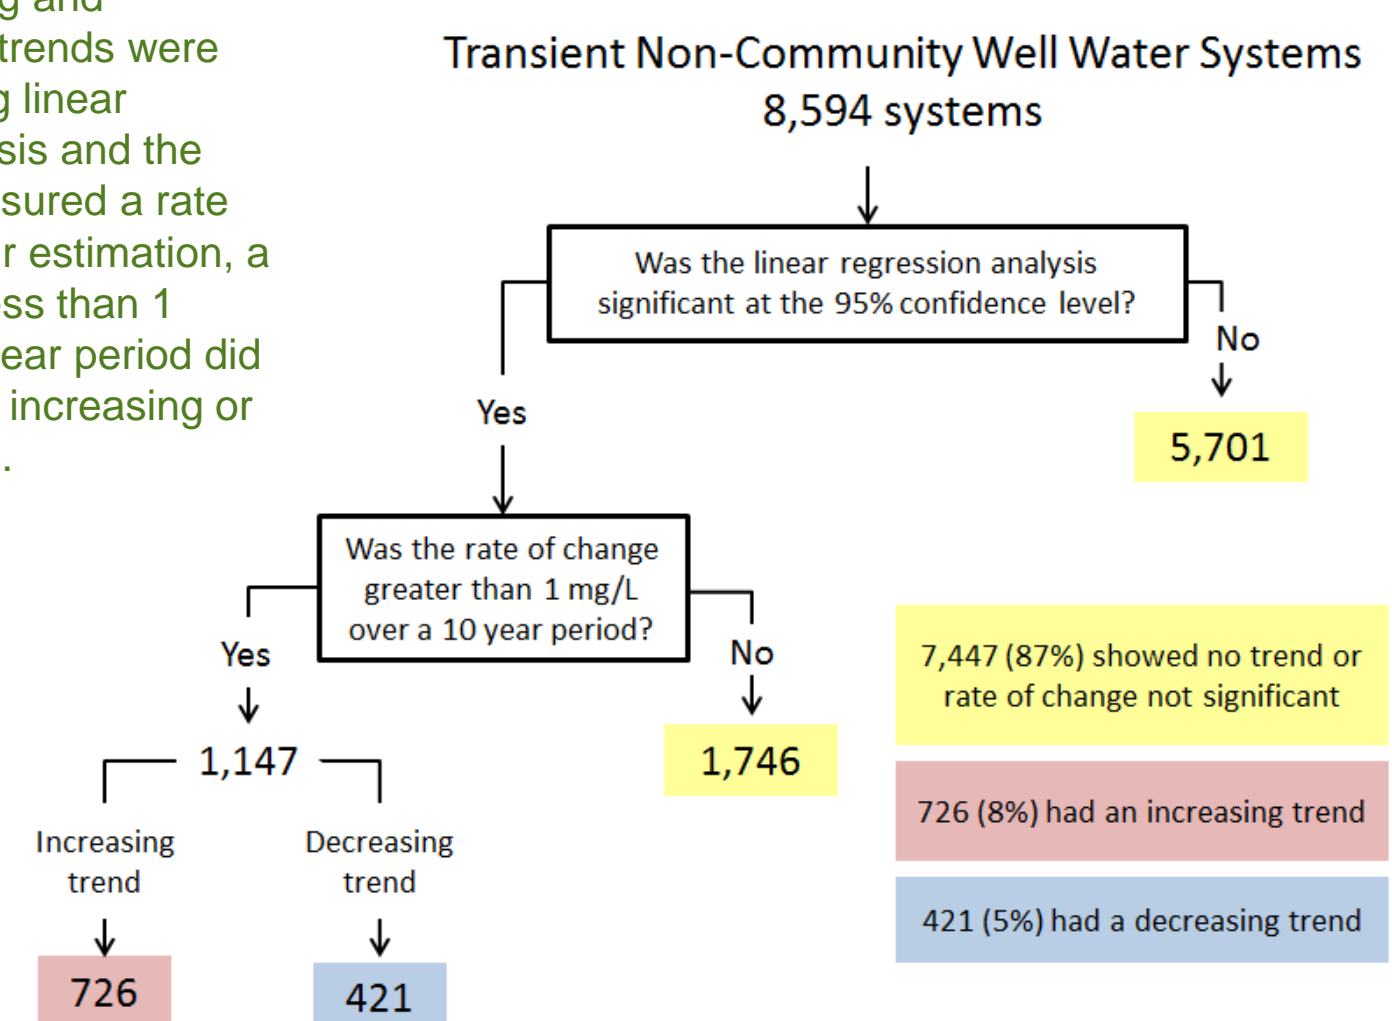 g and
trends were
g linear
sis and the
sured a rate
r estimation, a
ess than 1
ear period did
increasing or
.
Transient Non-Community Well Water Systems
8,594 systems
Was the linear regression analysis
significant at the 95% confidence level?
No
5,701
Yes
Was the rate of change
greater than 1 mg/L
over a 10 year period?
Yes
No
1,147
1,746
Increasing
trend
Decreasing
trend
726
421
7,447 (87%) showed no trend or
rate of change not significant
726 (8%) had an increasing trend
421 (5%) had a decreasing trend